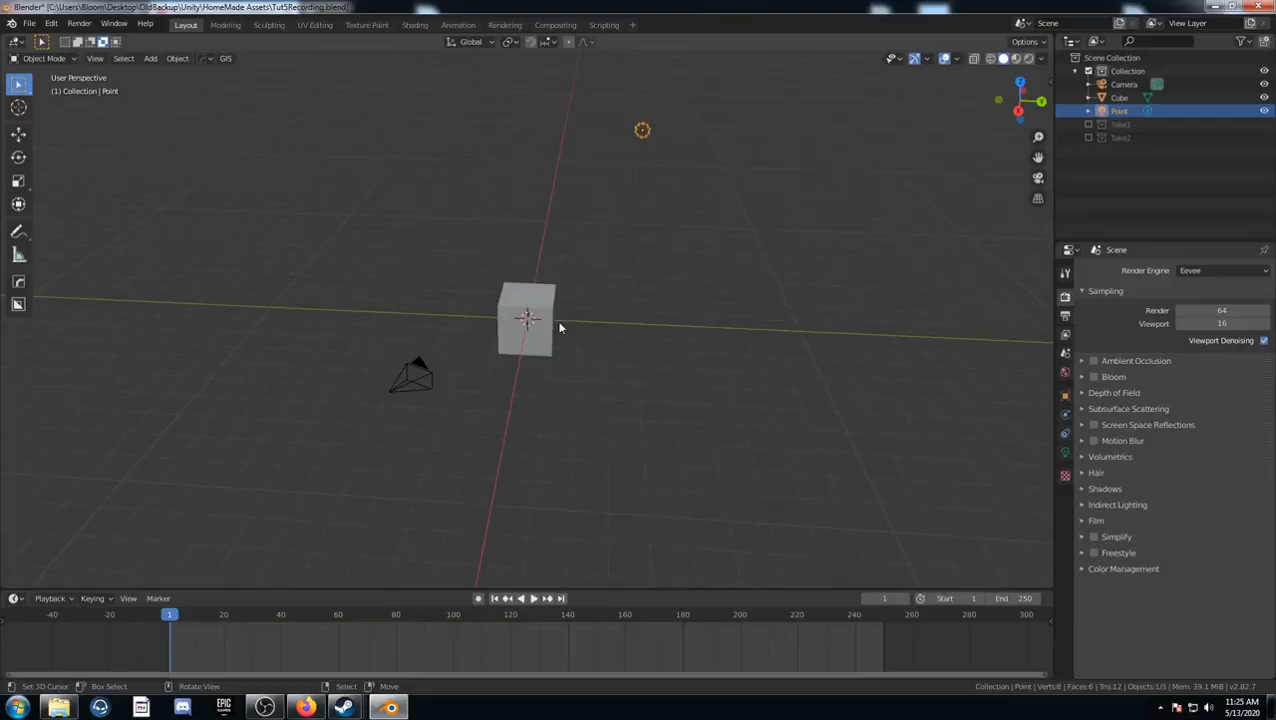 Blender* [C:\Users\Bloom\Desktop\OldBackup\Unity\HomeMade Assets\Tut5Recording.blend]
File Edit Render Window Help Layout Modeling Sculpting UV Editing Texture Paint Shading Animation Rendering Compositing Scripting Scene View Layer
Global Options
Object Mode View Select Add Object GIS
User Perspective
(1) Collection | Point
Z
Y
X
Scene Collection
Collection
Camera
Cube
Point
Take1
Take2
Scene
Render Engine Eevee
Sampling
Render 64
Viewport 16
Viewport Denoising
Ambient Occlusion
Bloom
Depth of Field
Subsurface Scattering
Screen Space Reflections
Motion Blur
Volumetrics
Hair
Shadows
Indirect Lighting
Film
Simplify
Freestyle
Color Management
Playback Keying View Marker 1 Start 1 End 250
-40 -20 1 20 40 60 80 100 120 140 160 180 200 220 240 260 280 300
Set 3D Cursor Box Select Rotate View Select Move Collection | Point | Verts:8 | Faces:6 | Tris:12 | Objects:1/3 | Mem: 39.1 MiB | v2.82.7
EPIC GAMES
11:25 AM
5/13/2020